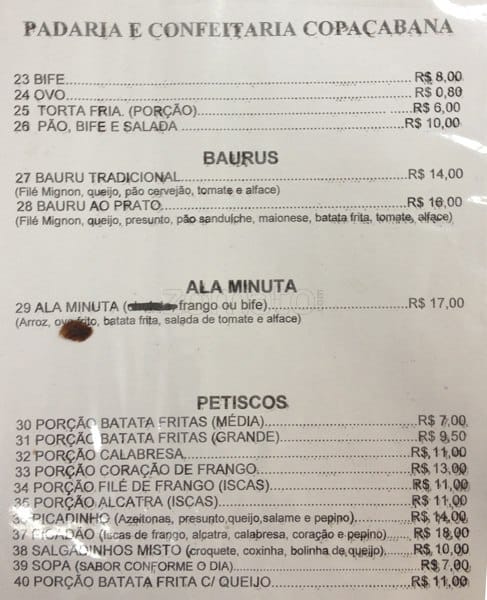 PADARIA E CONFEITARIA COPACABANA
23 BIFE...R$ 8,00
24 OVO...R$ 0,80
25 TORTA FRIA. (PORÇÃO)...R$ 6,00
26 PÃO, BIFE E SALADA...R$ 10,00
BAURUS
27 BAURU TRADICIONAL...R$ 14,00
(Filé Mignon, queijo, pão cervejão, tomate e alface)
28 BAURU AO PRATO...R$ 16,00
(Filé Mignon, queijo, presunto, pão sanduiche, maionese, batata frita, tomate, alface)
ALA MINUTA
29 ALA MINUTA ( frango ou bife)...R$ 17,00
(Arroz, ovo frito, batata frita, salada de tomate e alface)
PETISCOS
30 PORÇÃO BATATA FRITAS (MÉDIA)...R$ 7,00
31 PORÇÃO BATATA FRITAS (GRANDE)...R$ 9,50
32 PORÇÃO CALABRESA...R$ 11,00
33 PORÇÃO CORAÇÃO DE FRANGO...R$ 13,00
34 PORÇÃO FILÉ DE FRANGO (ISCAS)...R$ 11,00
35 PORÇÃO ALCATRA (ISCAS)...R$ 11,00
36 PICADINHO (Azeitonas, presunto,queijo,salame e pepino)...R$ 14,00
37 PICADÃO (Iscas de frango, alcatra, calabresa, coração e pepino)...R$ 18,00
38 SALGADINHOS MISTO (croquete, coxinha, bolinha de queijo)...R$ 10,00
39 SOPA (SABOR CONFORME O DIA)...R$ 7,00
40 PORÇÃO BATATA FRITA C/ QUEIJO...R$ 11,00